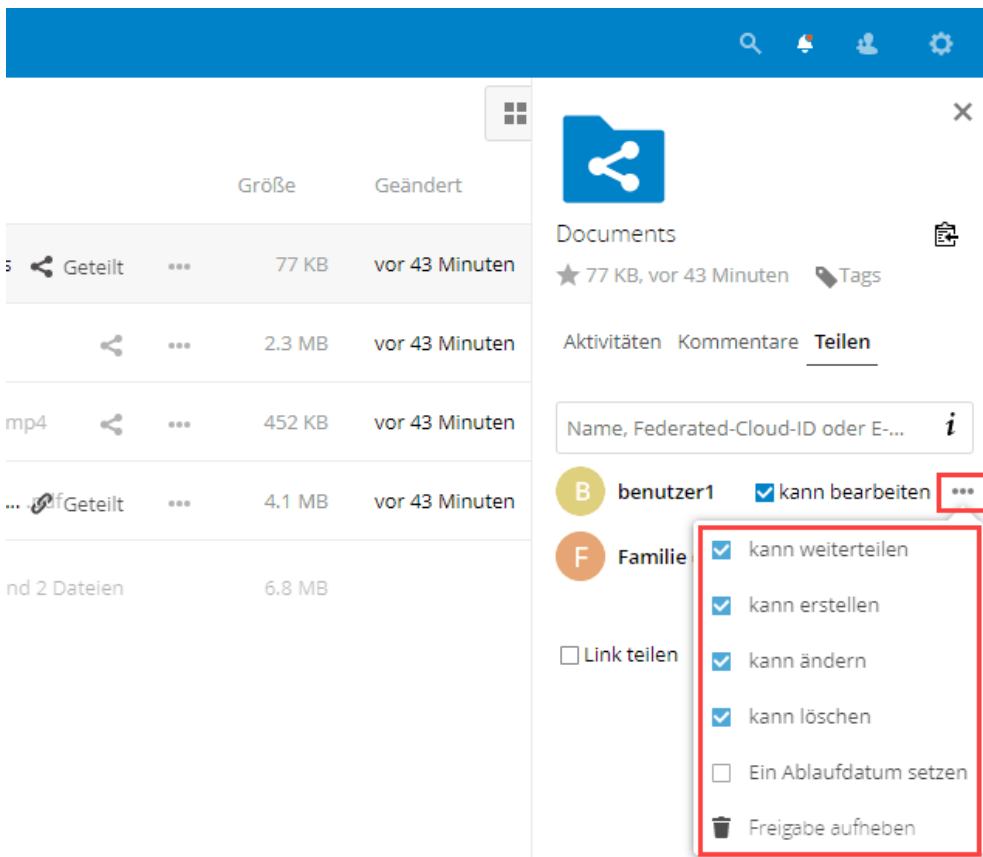 Größe Geändert
Geteilt ••• 77 KB vor 43 Minuten
••• 2.3 MB vor 43 Minuten
mp4 ••• 452 KB vor 43 Minuten
... .pdf Geteilt ••• 4.1 MB vor 43 Minuten
nd 2 Dateien 6.8 MB
Documents
77 KB, vor 43 Minuten Tags
Aktivitäten Kommentare Teilen
Name, Federated-Cloud-ID oder E-... i
B benutzer1 kann bearbeiten •••
F Familie
Link teilen
kann weiterteilen
kann erstellen
kann ändern
kann löschen
Ein Ablaufdatum setzen
Freigabe aufheben